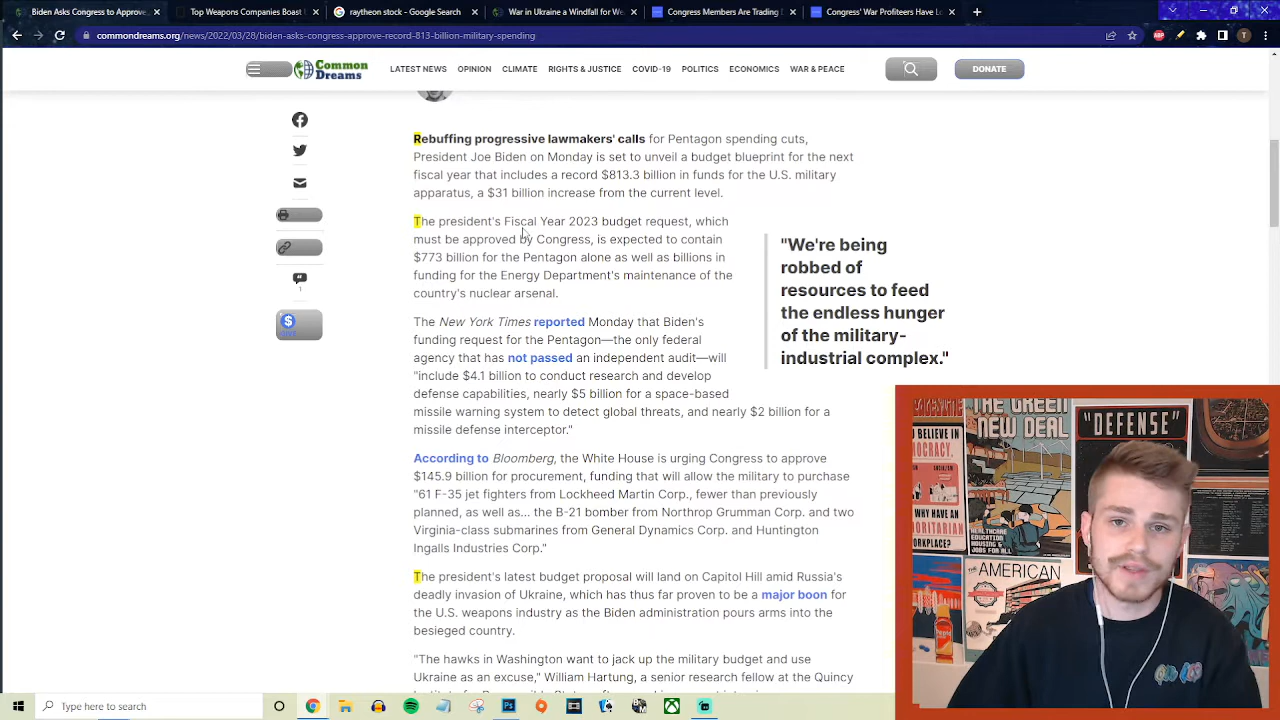 Biden Asks Congress to Approve
Top Weapons Companies Boast
raytheon stock - Google Search
War in Ukraine a Windfall for We
Congress Members Are Trading
Congress' War Profiteers Have Lo
commondreams.org/news/2022/03/28/biden-asks-congress-approve-record-813-billion-military-spending
ABP
T
Common
Dreams
LATEST NEWS
OPINION
CLIMATE
RIGHTS & JUSTICE
COVID-19
POLITICS
ECONOMICS
WAR & PEACE
DONATE
Rebuffing progressive lawmakers' calls for Pentagon spending cuts,
President Joe Biden on Monday is set to unveil a budget blueprint for the next
fiscal year that includes a record $813.3 billion in funds for the U.S. military
apparatus, a $31 billion increase from the current level.
The president's Fiscal Year 2023 budget request, which
must be approved by Congress, is expected to contain
$773 billion for the Pentagon alone as well as billions in
funding for the Energy Department's maintenance of the
country's nuclear arsenal.
"We're being
robbed of
resources to feed
the endless hunger
of the military-
industrial complex."
1
The New York Times reported Monday that Biden's
funding request for the Pentagon—the only federal
agency that has not passed an independent audit—will
"include $4.1 billion to conduct research and develop
defense capabilities, nearly $5 billion for a space-based
missile warning system to detect global threats, and nearly $2 billion for a
missile defense interceptor."
According to Bloomberg, the White House is urging Congress to approve
$145.9 billion for procurement, funding that will allow the military to purchase
"61 F-35 jet fighters from Lockheed Martin Corp., fewer than previously
planned, as well as... the B-21 bomber from Northrop Grumman Corp. and two
Virginia-class submarines from General Dynamics Corp. and Huntington
Ingalls Industries Corp."
The president's latest budget proposal will land on Capitol Hill amid Russia's
deadly invasion of Ukraine, which has thus far proven to be a major boon for
the U.S. weapons industry as the Biden administration pours arms into the
besieged country.
"The hawks in Washington want to jack up the military budget and use
Ukraine as an excuse," William Hartung, a senior research fellow at the Quincy
THE GREEN
NEW DEAL
"DEFENSE"
BELIEVE IN
WHY HAVE AN
WORKPLACE?
HEALTHCARE
EDUCATION
HOUSING &
JOBS FOR ALL
THE
AMERICAN
Type here to search